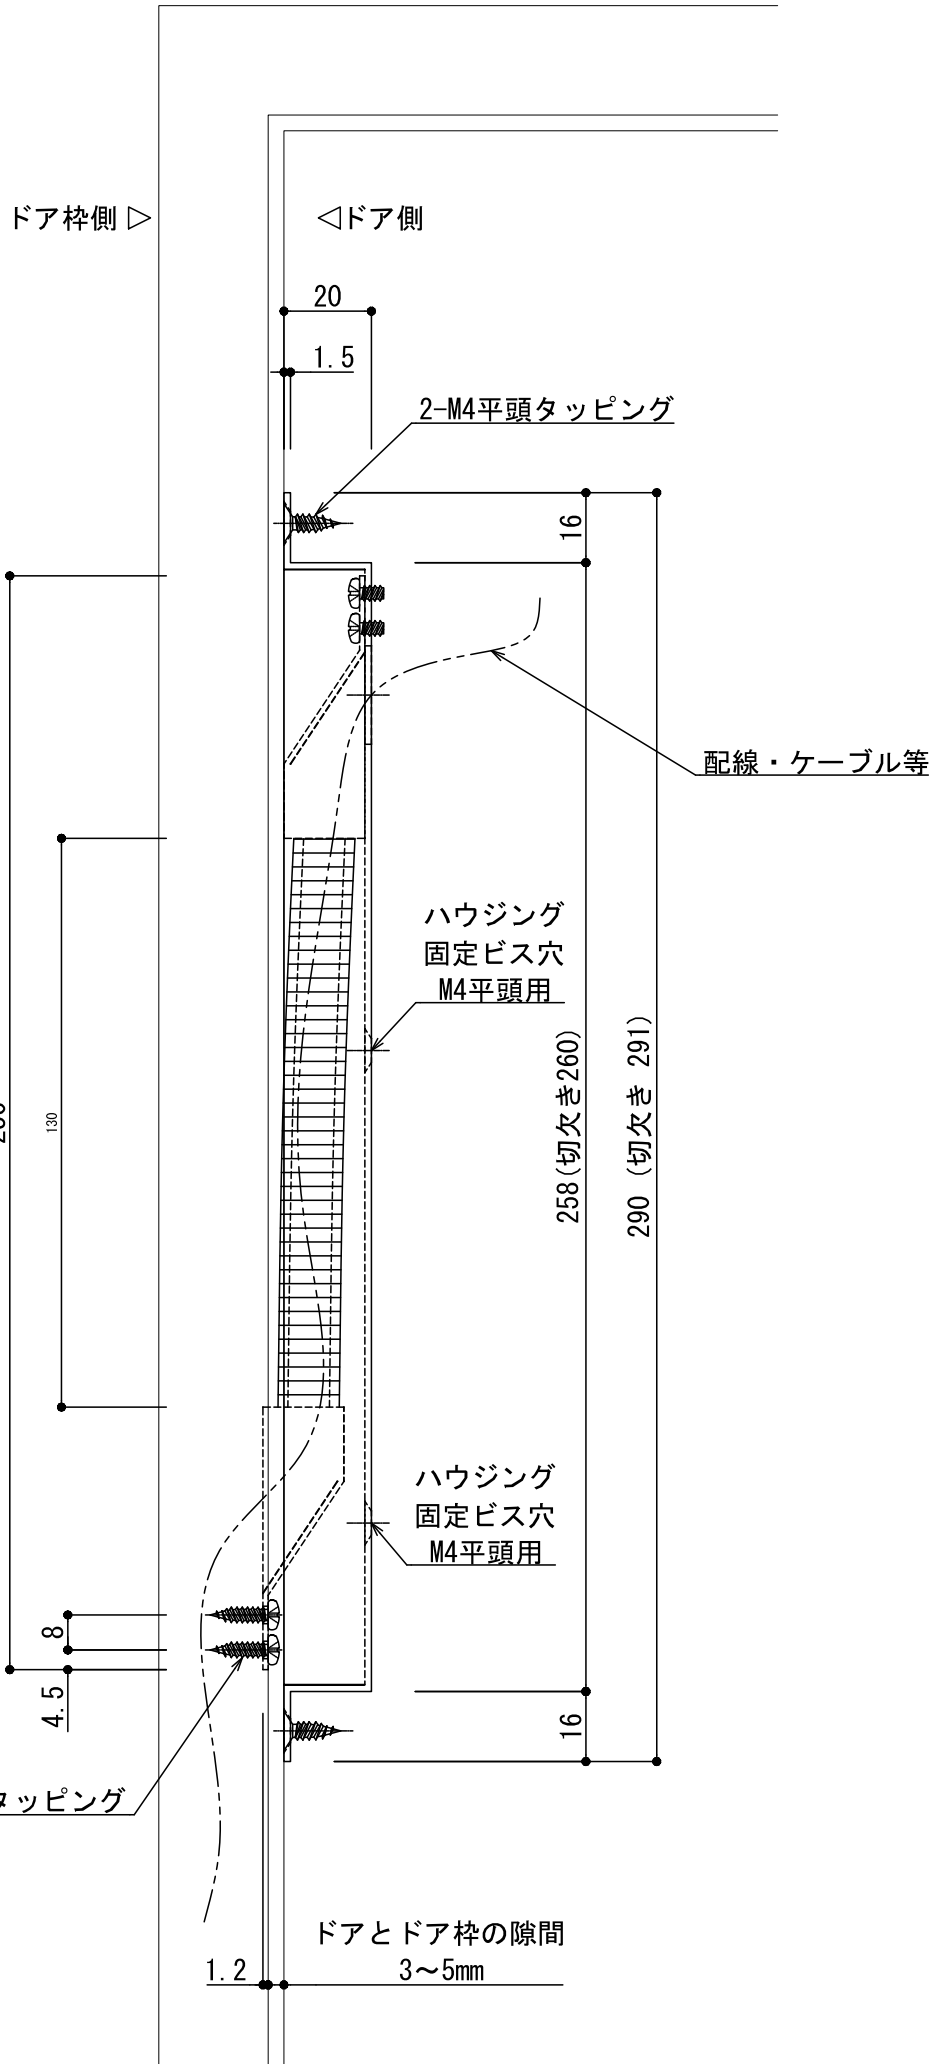 ドア枠側 ▷
◁ドア側
20
1.5
2-M4平頭タッピング
16
配線・ケーブル等
ハウジング
固定ビス穴
M4平頭用
130
258(切欠き260)
290 (切欠き 291)
ハウジング
固定ビス穴
M4平頭用
8
4.5
16
タッピング
ドアとドア枠の隙間
1.2
3〜5mm